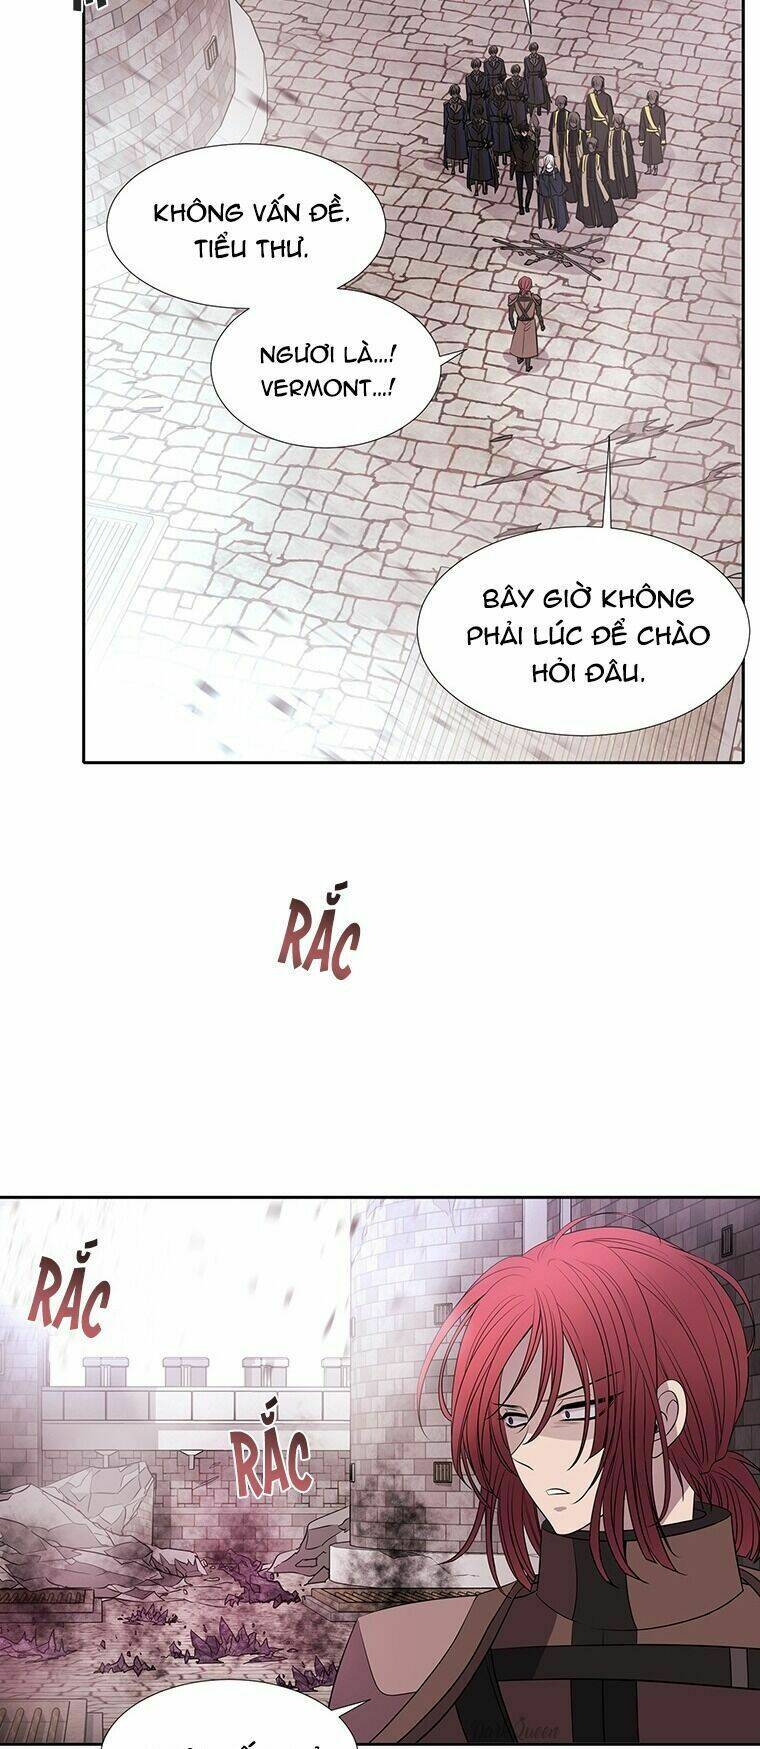 KHÔNG VẤN ĐỀ,
TIỂU THƯ.
NGƯƠI LÀ...!
VERMONT...!
BÂY GIỜ KHÔNG
PHẢI LÚC ĐỂ CHÀO
HỎI ĐÂU.
RẮC
RẮC
RẮC
DarkQueen